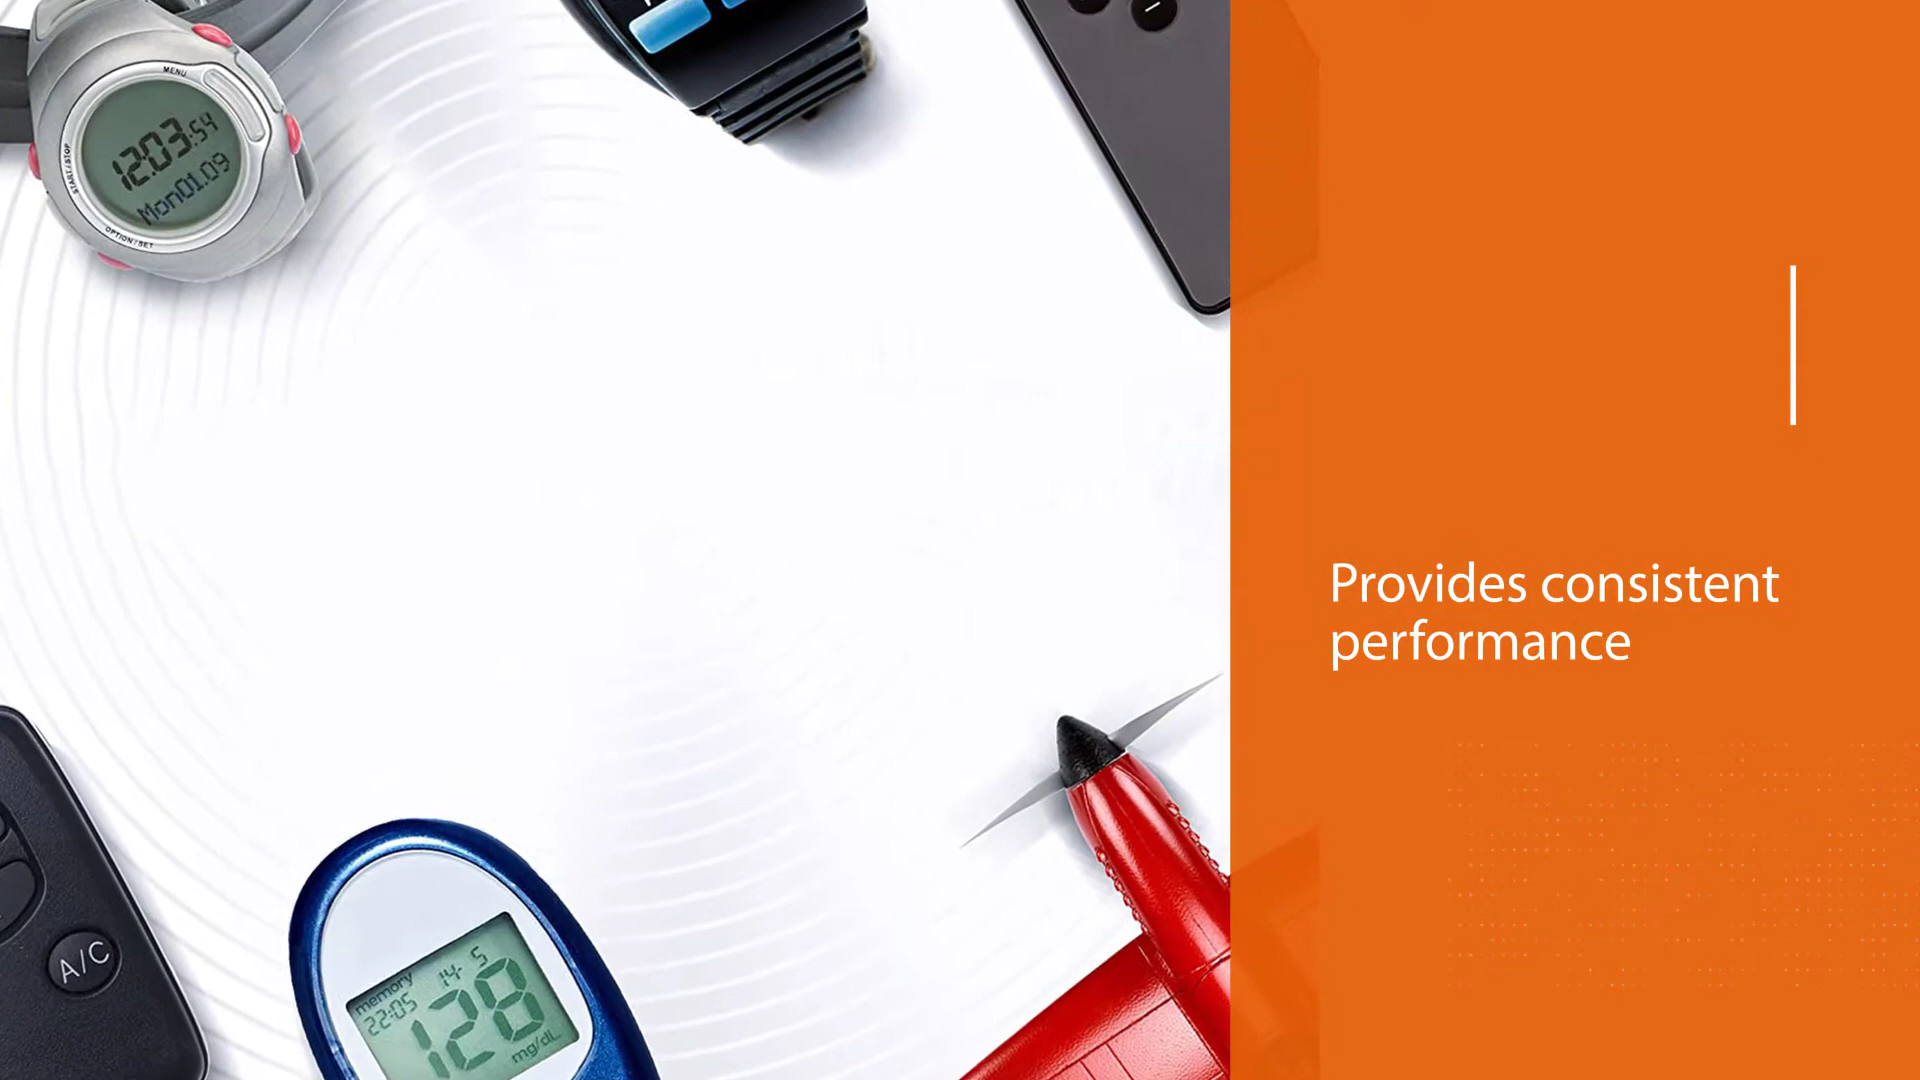 MENU
12:03:54
Mon01.09
START/STOP
OPTION/SET
Provides consistent
performance
A/C
memory
14- 5
22:05
128
mg/dL